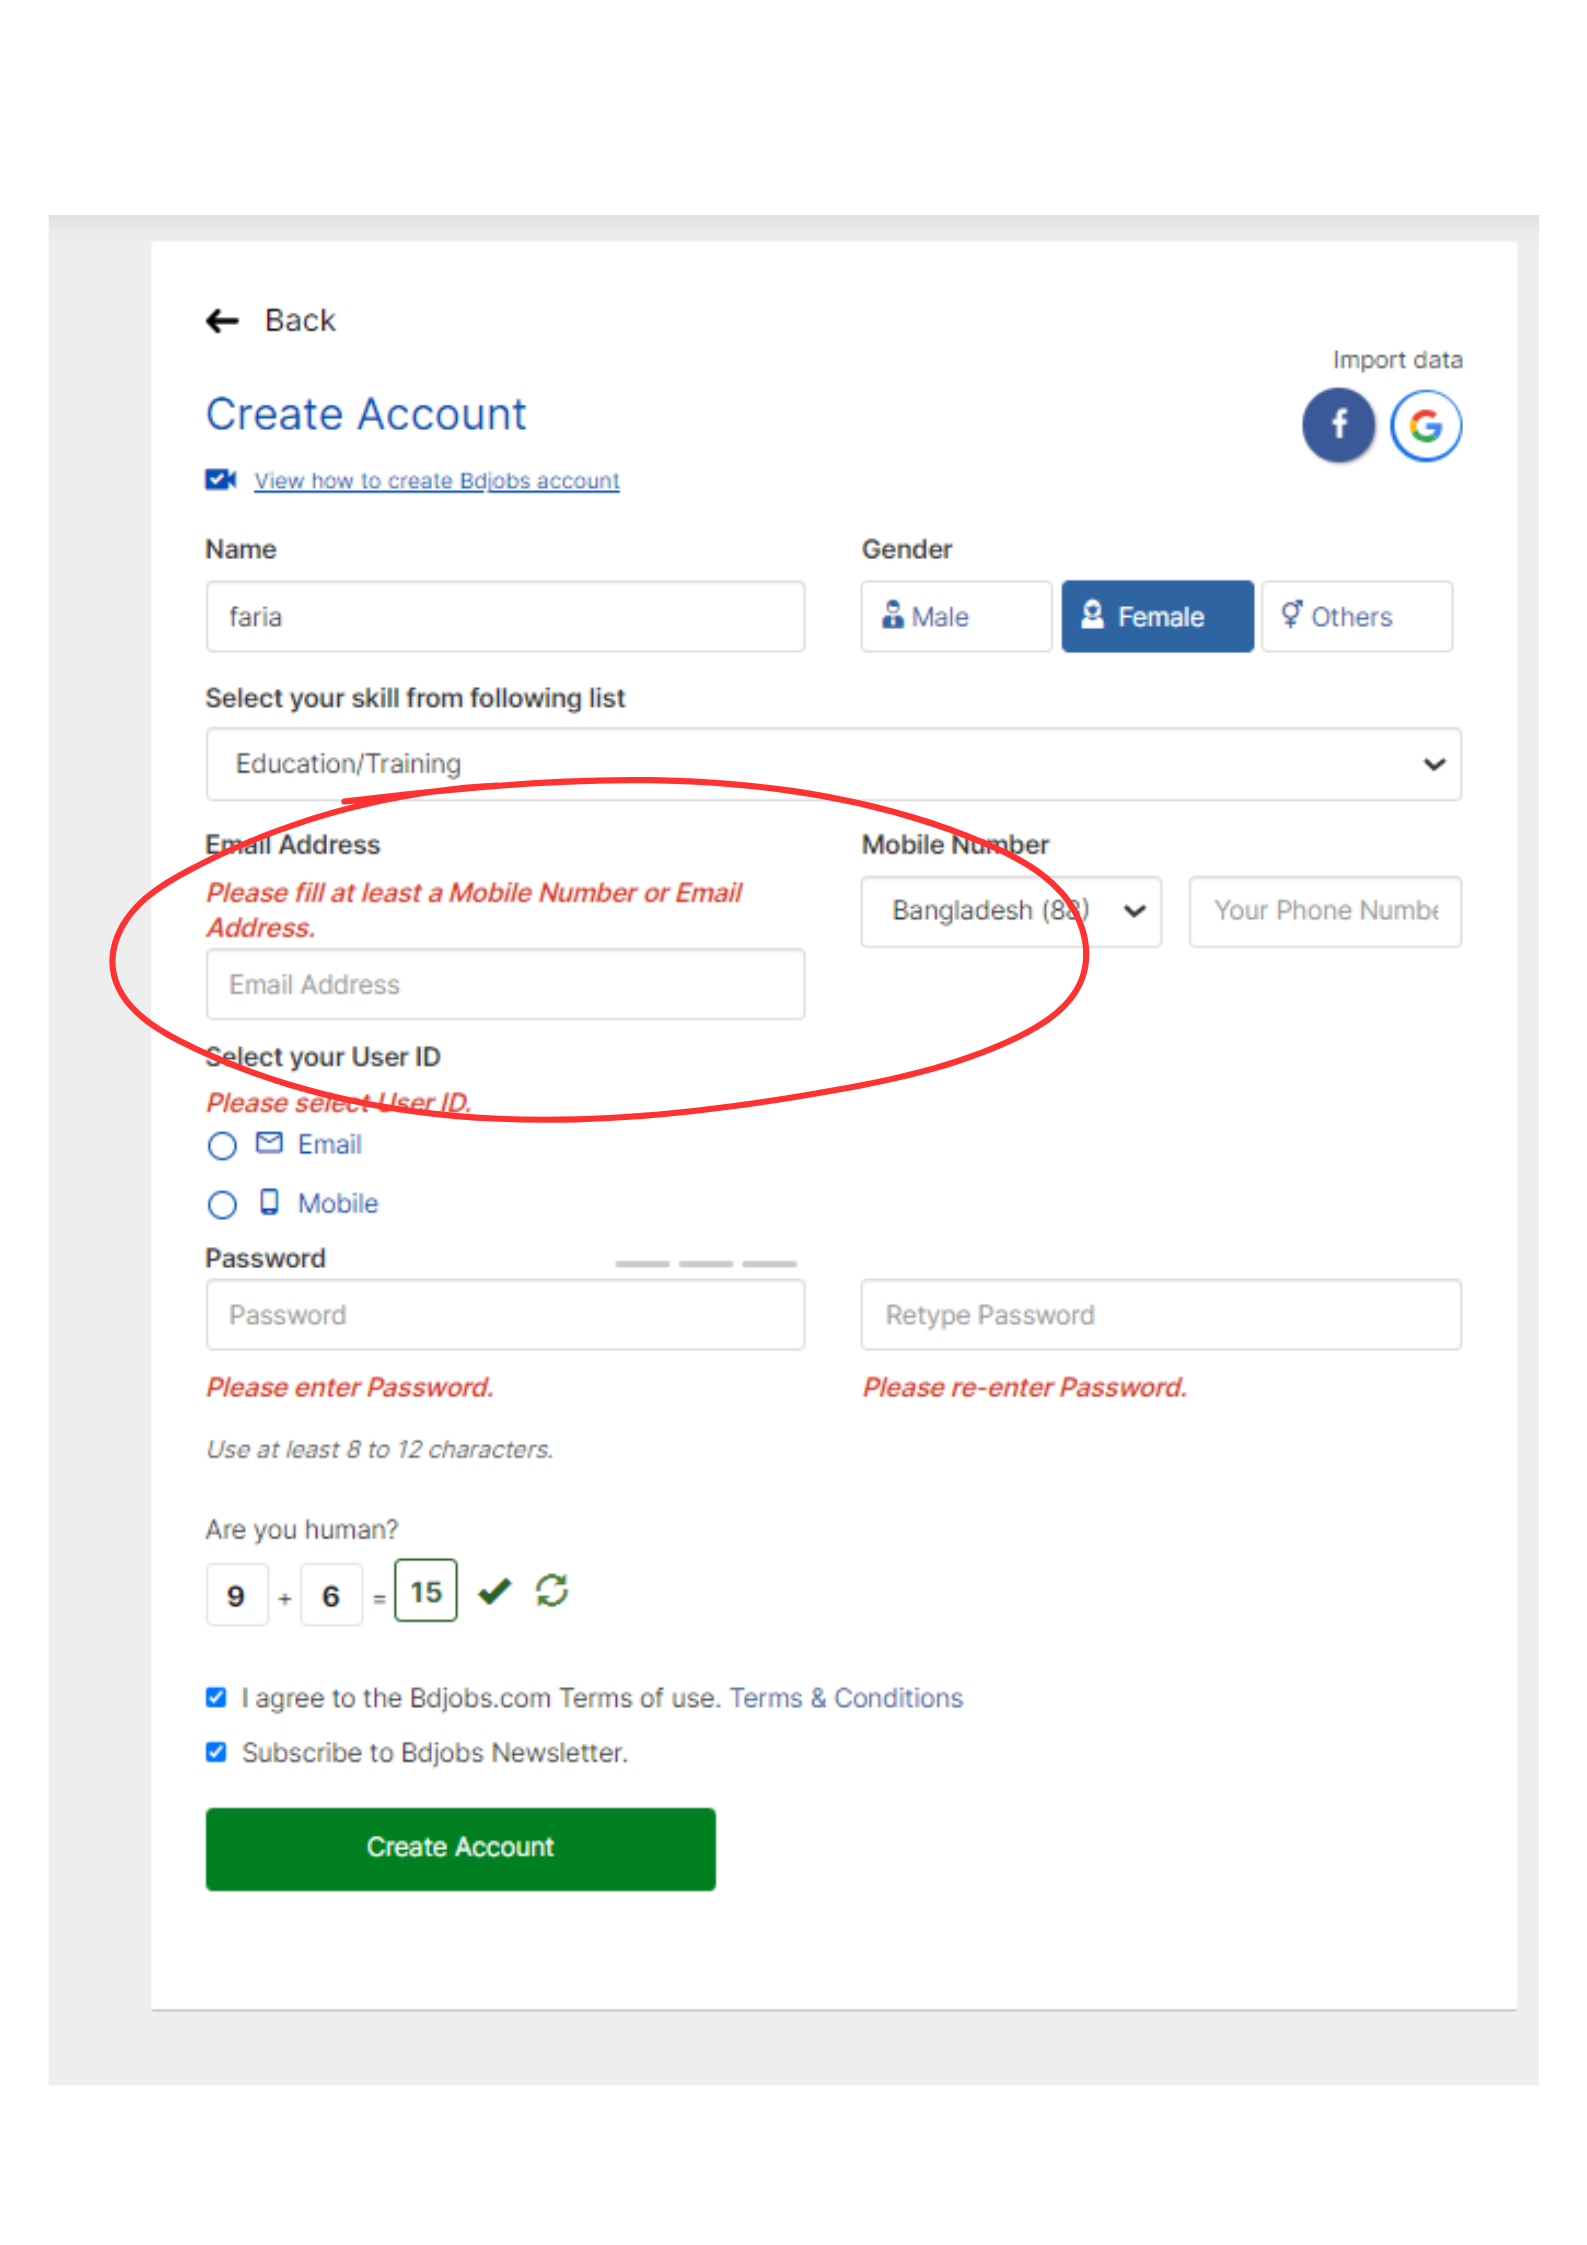 Back
Import data
Create Account
f G
View how to create Bdjobs account
Name
Gender
faria
Male Female Others
Select your skill from following list
Education/Training
Email Address
Mobile Number
Please fill at least a Mobile Number or Email
Address.
Bangladesh (88) Your Phone Numbe
Email Address
Select your User ID
Please select User ID.
Email
Mobile
Password
Password
Retype Password
Please enter Password.
Please re-enter Password.
Use at least 8 to 12 characters.
Are you human?
9 + 6 = 15
I agree to the Bdjobs.com Terms of use. Terms & Conditions
Subscribe to Bdjobs Newsletter.
Create Account